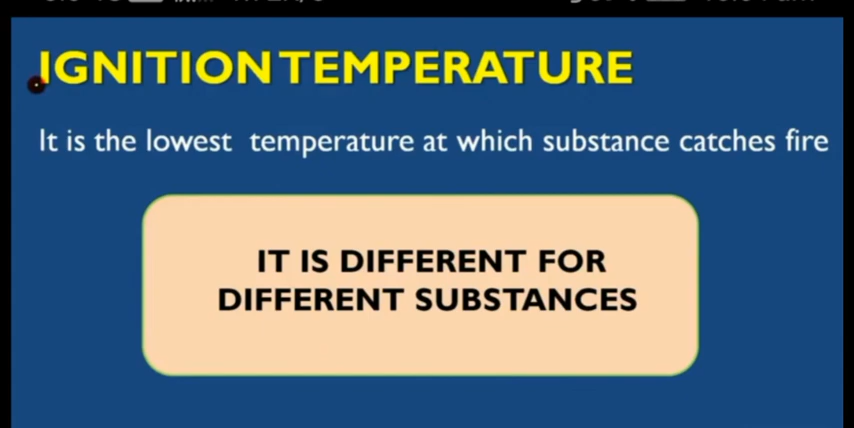 IGNITION TEMPERATURE
It is the lowest temperature at which substance catches fire
IT IS DIFFERENT FOR
DIFFERENT SUBSTANCES